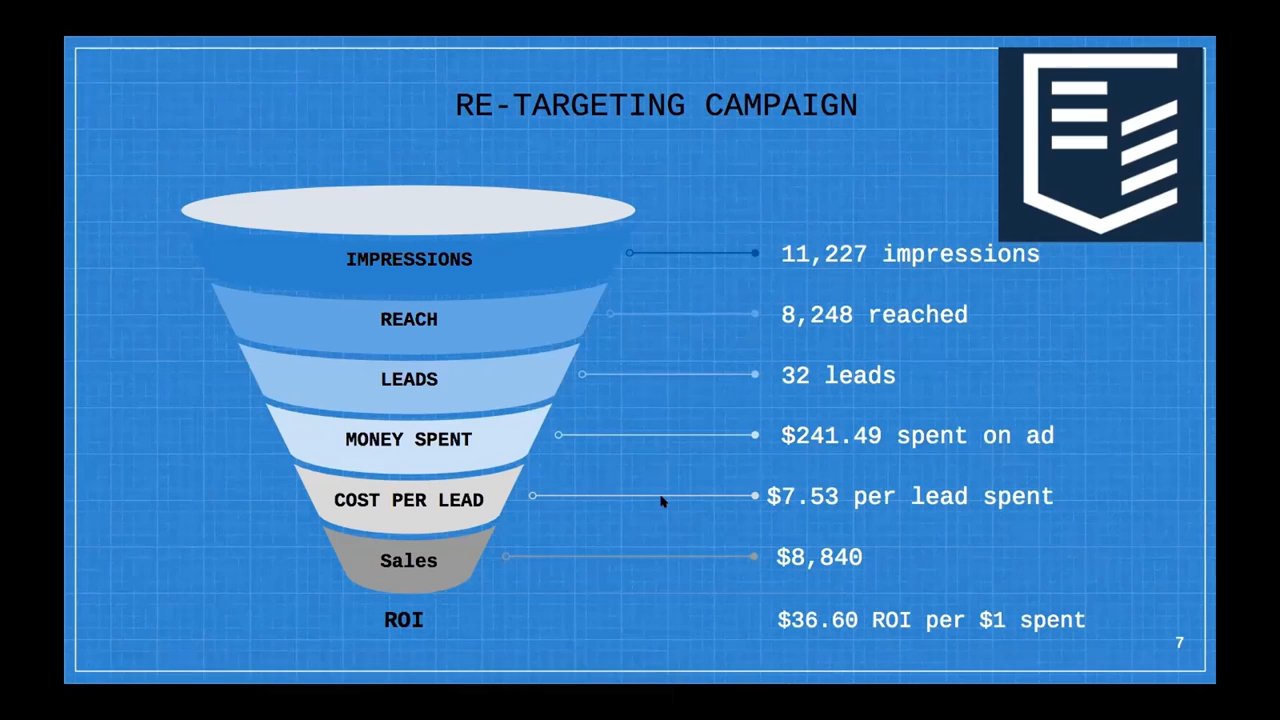 RE-TARGETING CAMPAIGN
IMPRESSIONS
11,227 impressions
REACH
8,248 reached
LEADS
32 leads
MONEY SPENT
$241.49 spent on ad
COST PER LEAD
$7.53 per lead spent
Sales
$8,840
ROI
$36.60 ROI per $1 spent
7